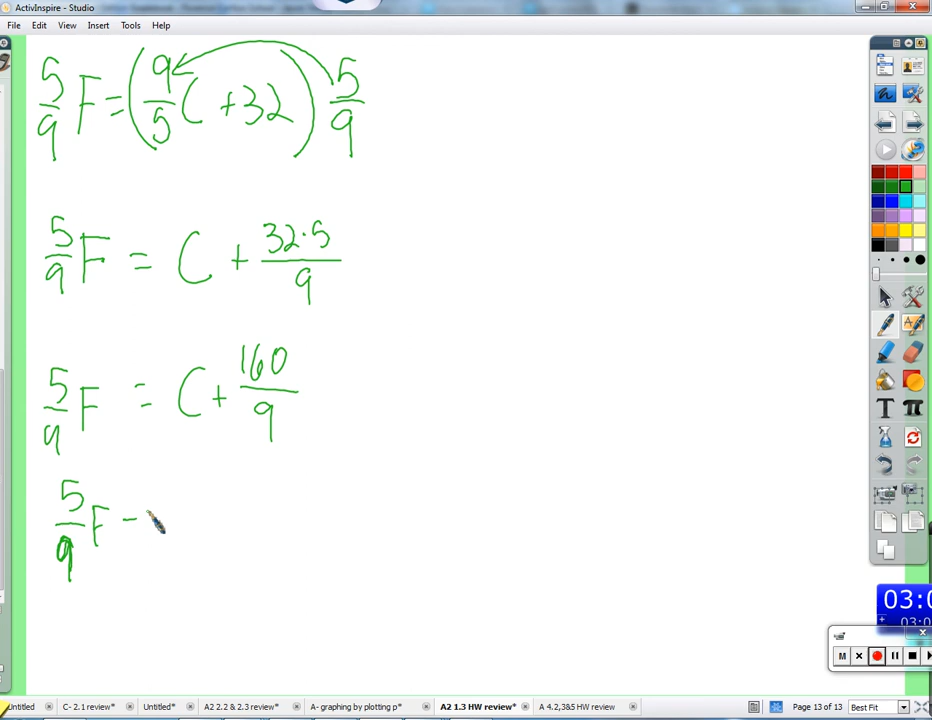 ActivInspire - Studio
File Edit View Insert Tools Help
5/9 F = (9/5 C + 32) 5/9
5/9 F = C + 32·5/9
5/9 F = C + 160/9
5/9 F -
03:0
03:0
M
Untitled C- 2.1 review* Untitled* A2 2.2 & 2.3 review* A- graphing by plotting p* A2 1.3 HW review* A 4.2,3&5 HW review Page 13 of 13 Best Fit